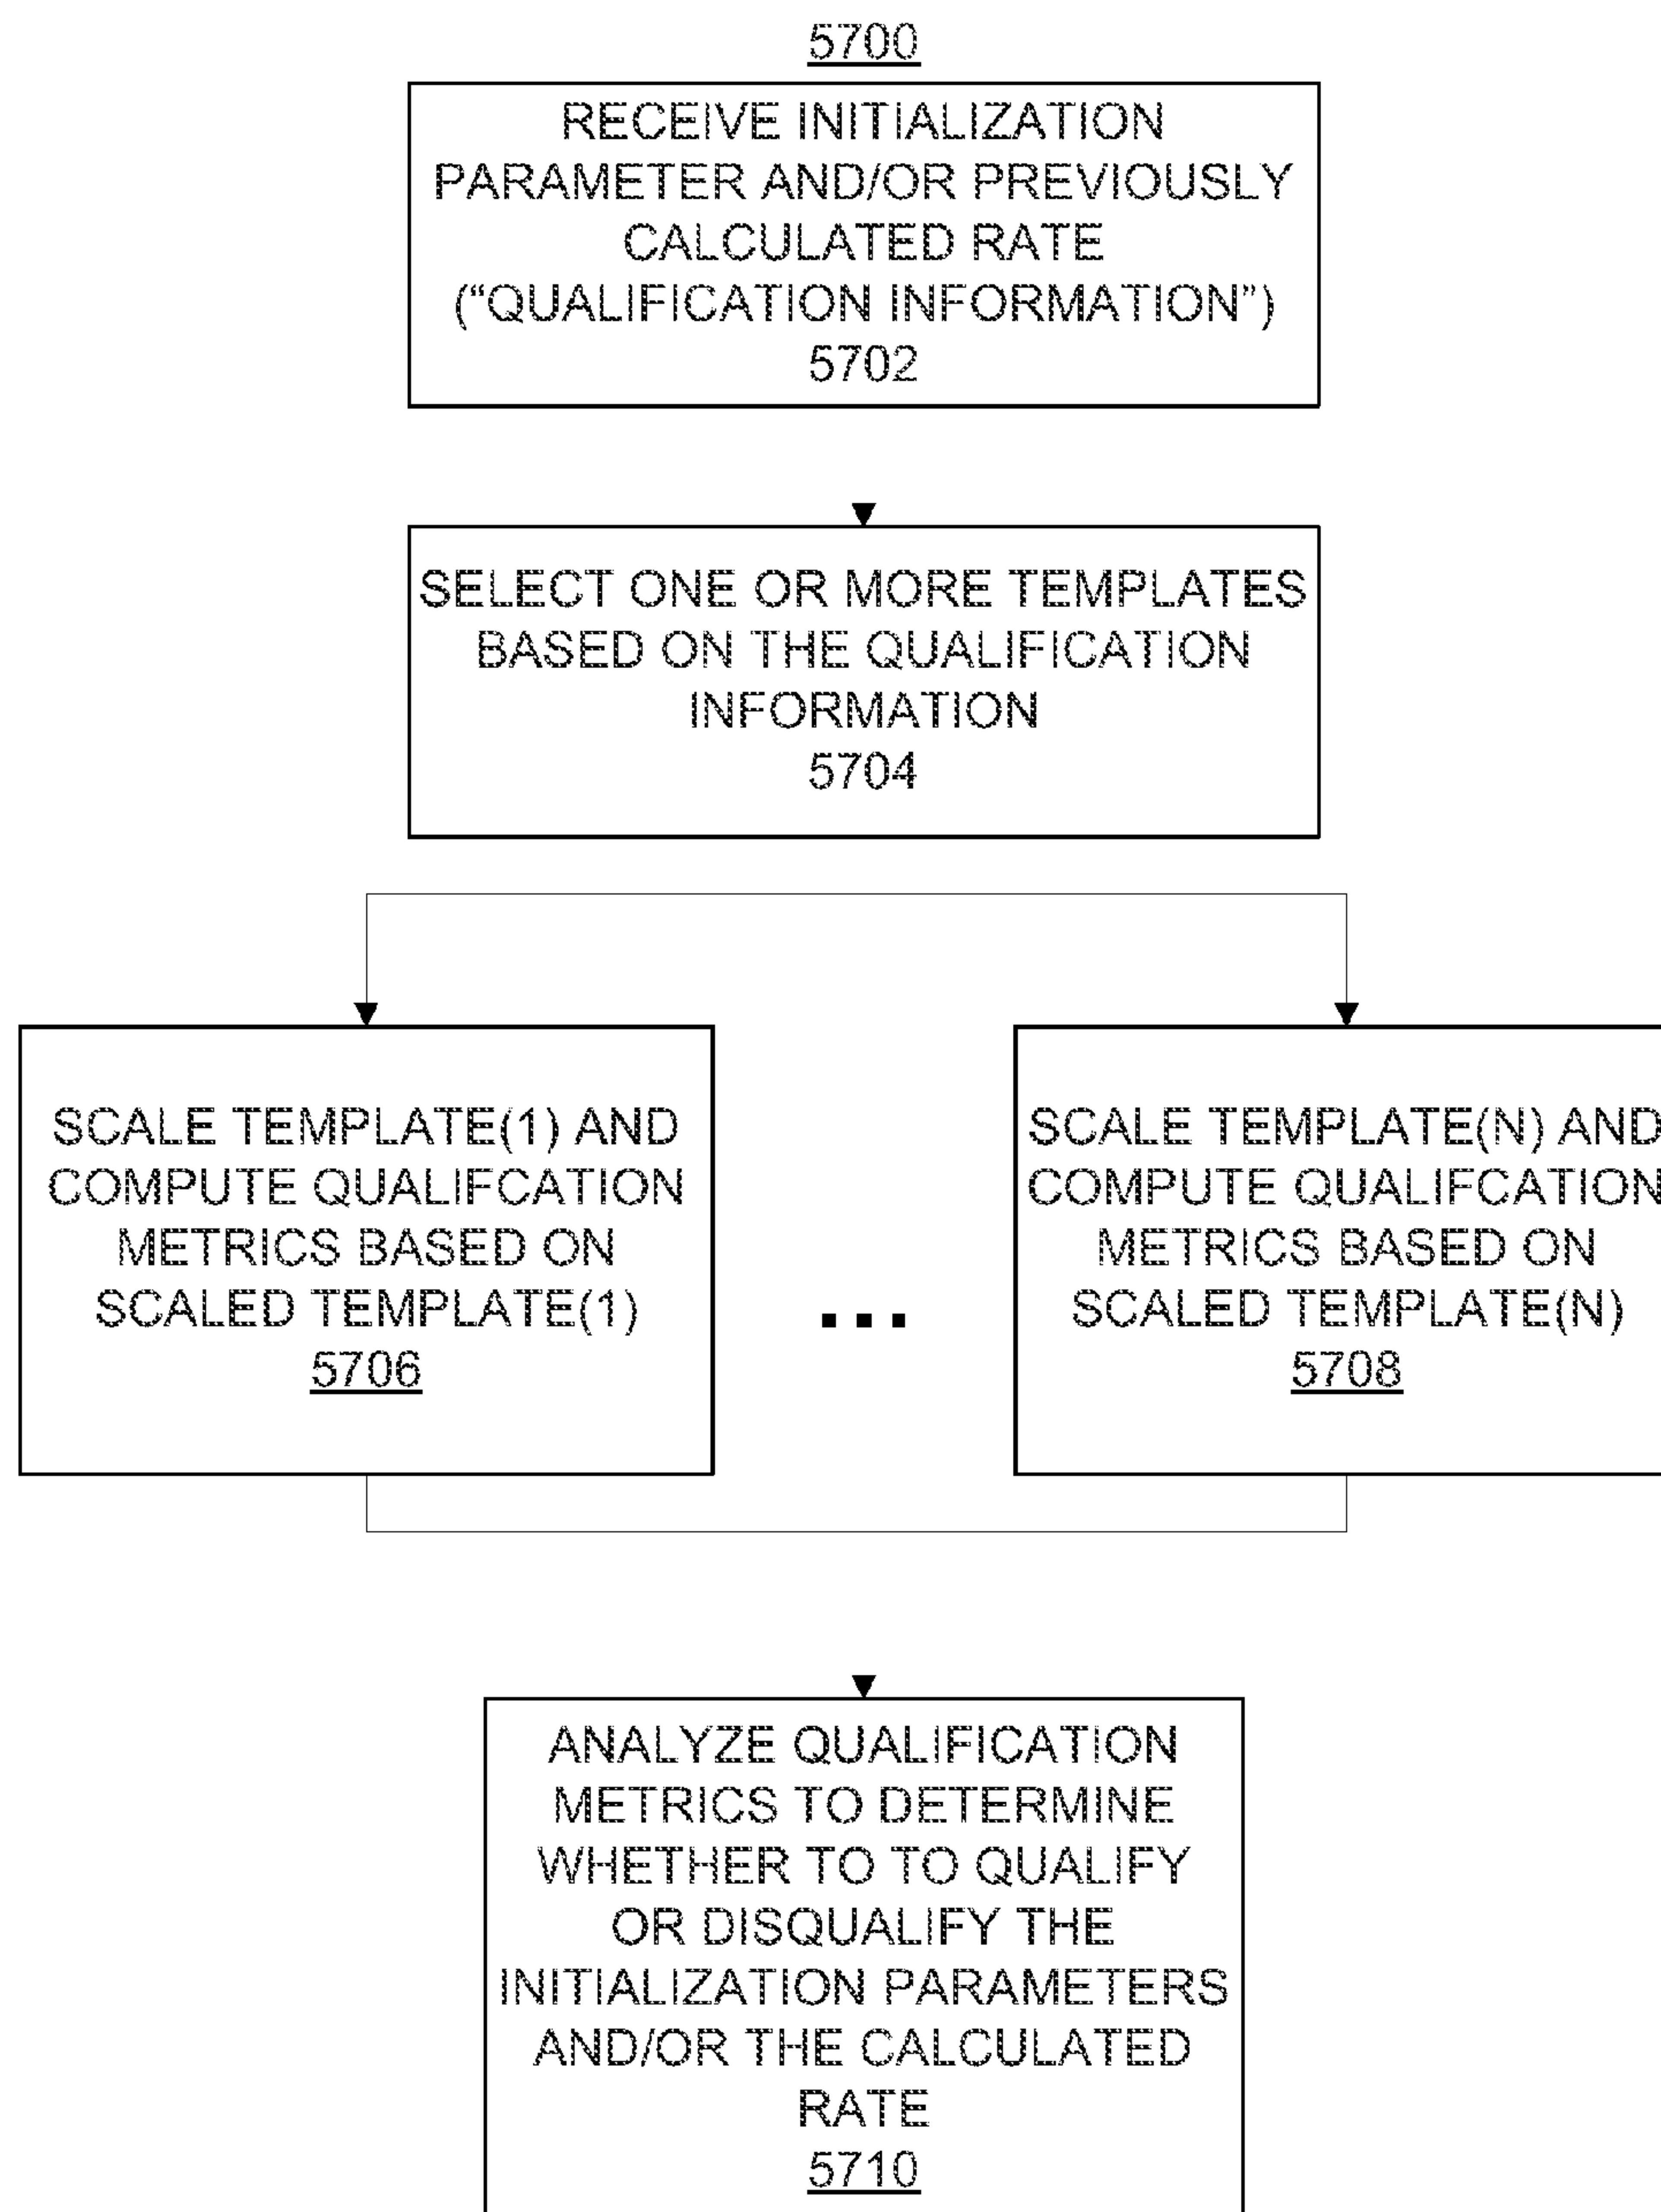 5700
RECEIVE INITIALIZATION
PARAMETER AND/OR PREVIOUSLY
CALCULATED RATE
(“QUALIFICATION INFORMATION”)
5702
SELECT ONE OR MORE TEMPLATES
BASED ON THE QUALIFICATION
INFORMATION
5704
SCALE TEMPLATE(1) AND
COMPUTE QUALIFCATION
METRICS BASED ON
SCALED TEMPLATE(1)
5706
...
SCALE TEMPLATE(N) AND
COMPUTE QUALIFCATION
METRICS BASED ON
SCALED TEMPLATE(N)
5708
ANALYZE QUALIFICATION
METRICS TO DETERMINE
WHETHER TO TO QUALIFY
OR DISQUALIFY THE
INITIALIZATION PARAMETERS
AND/OR THE CALCULATED
RATE
5710